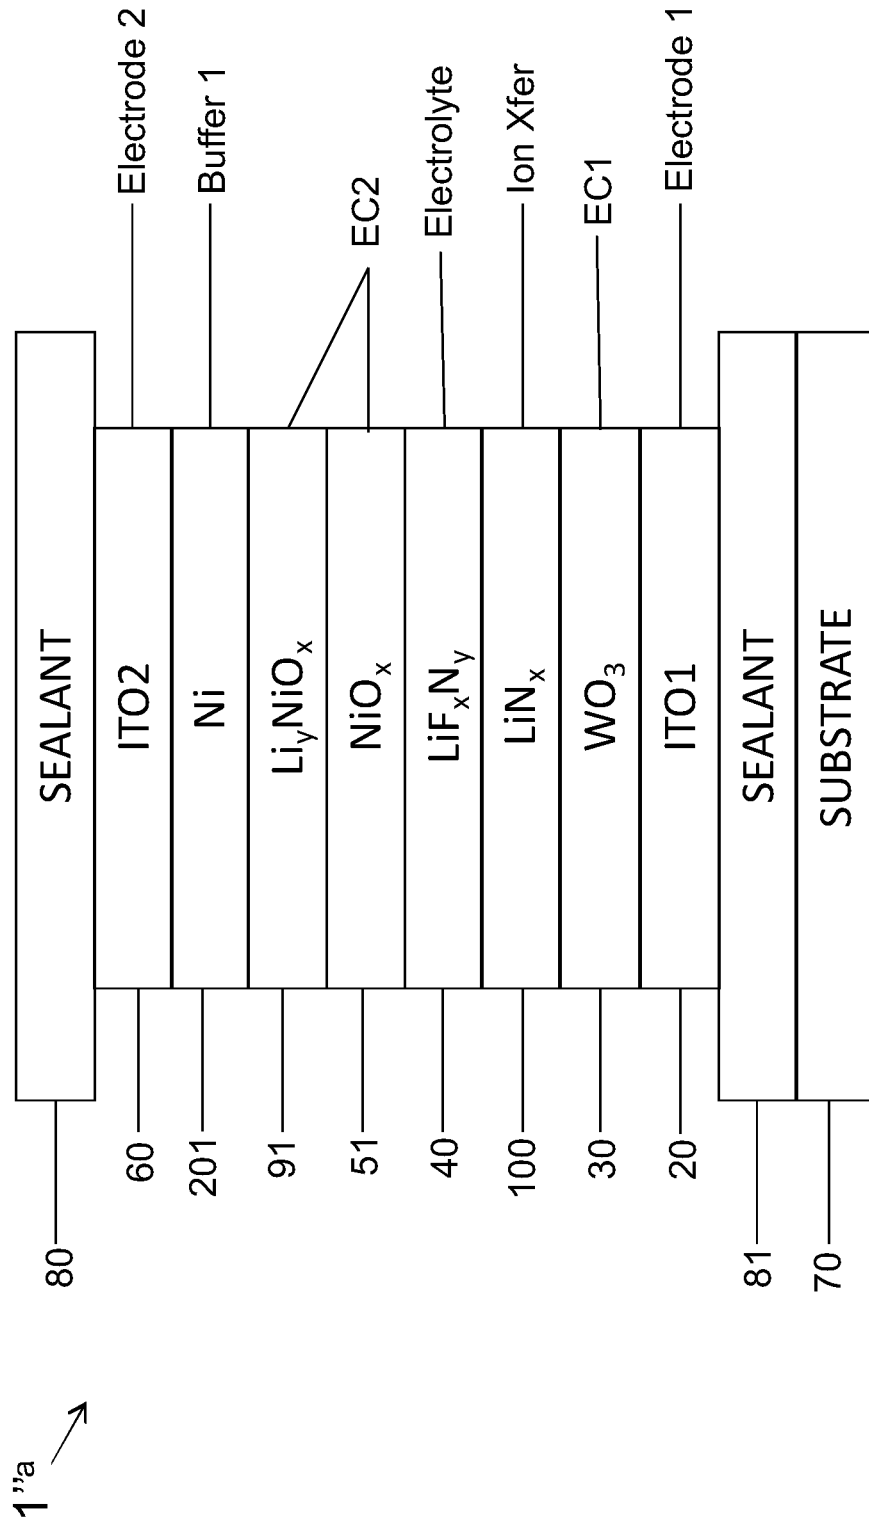 1”a
80
SEALANT
60
ITO2
Electrode 2
201
Ni
Buffer 1
91
LiyNiOx
EC2
51
NiOx
40
LiFxNy
Electrolyte
100
LiNx
Ion Xfer
30
WO3
EC1
20
ITO1
Electrode 1
81
SEALANT
70
SUBSTRATE